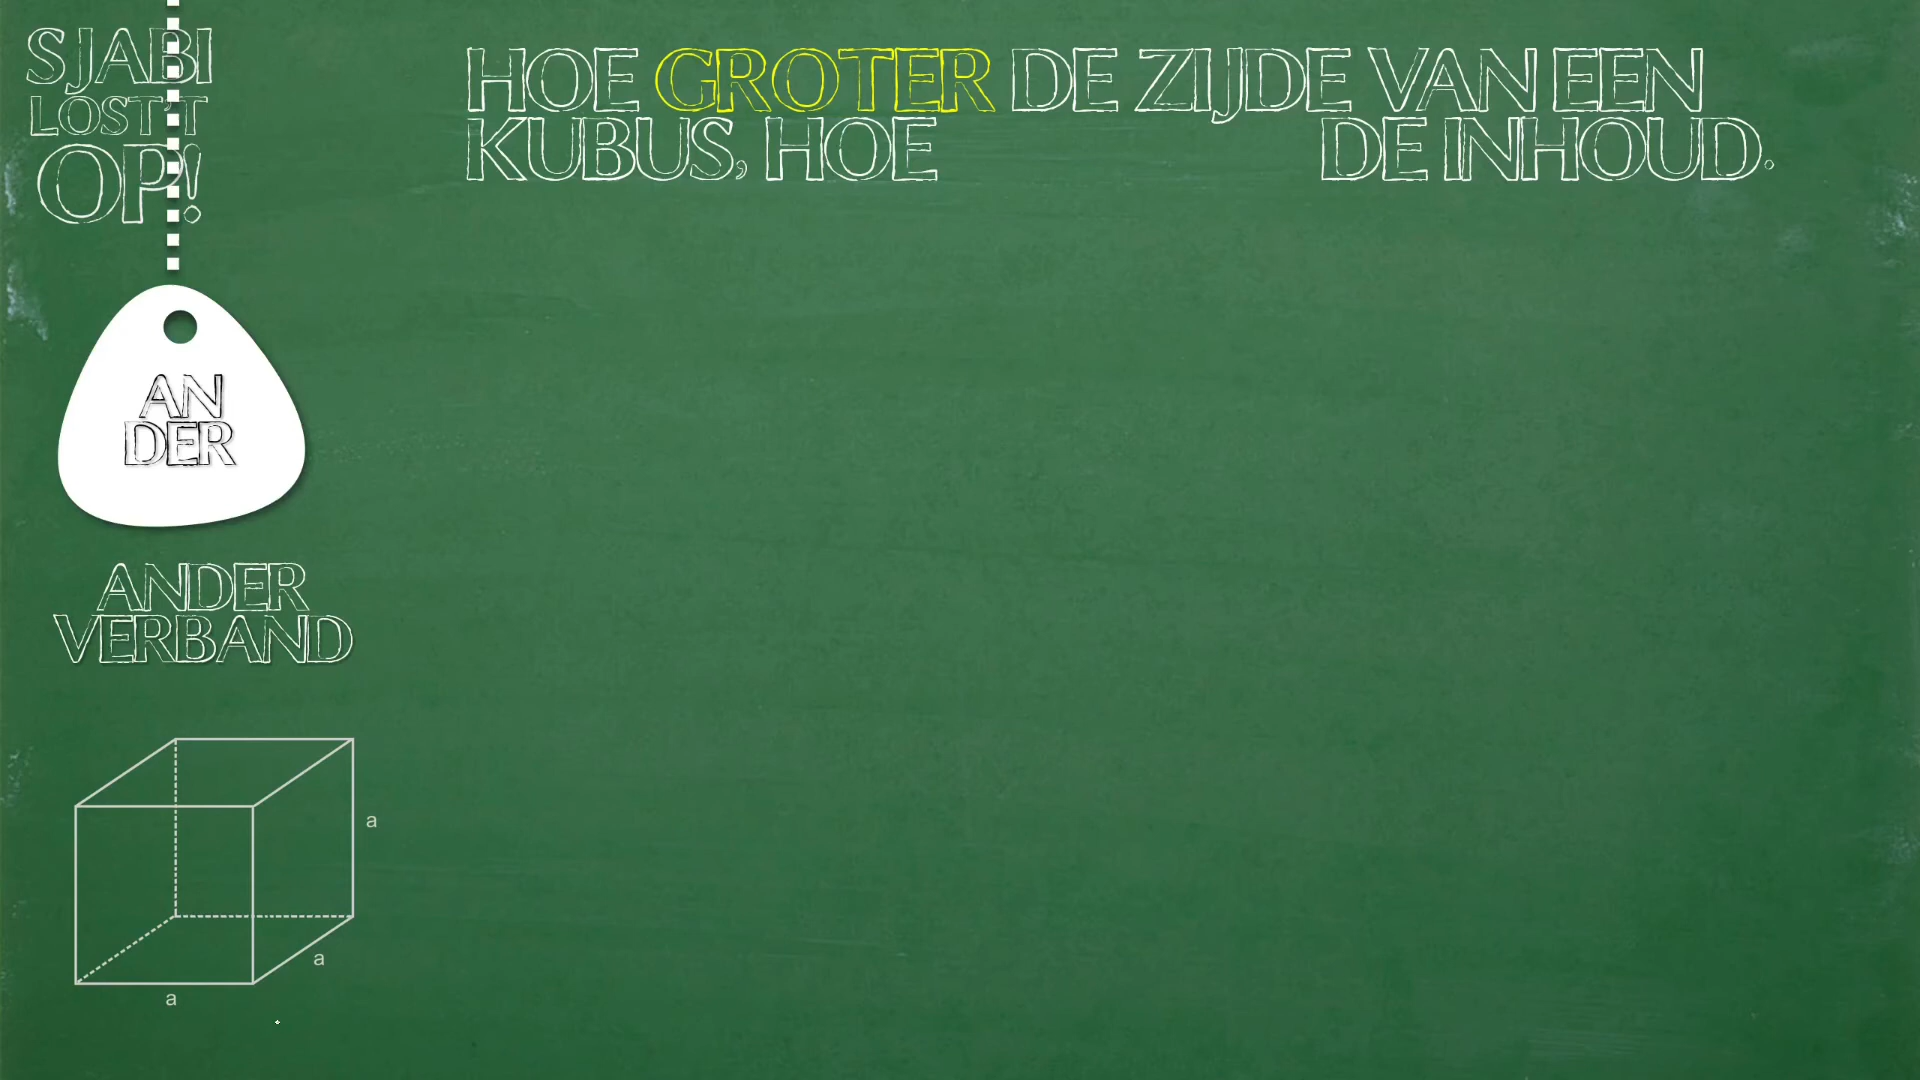 SJABI
LOST'T
OP!
HOE GROTER DE ZIJDE VAN EEN
KUBUS, HOE DE INHOUD.
AN
DER
ANDER
VERBAND
a
a
a